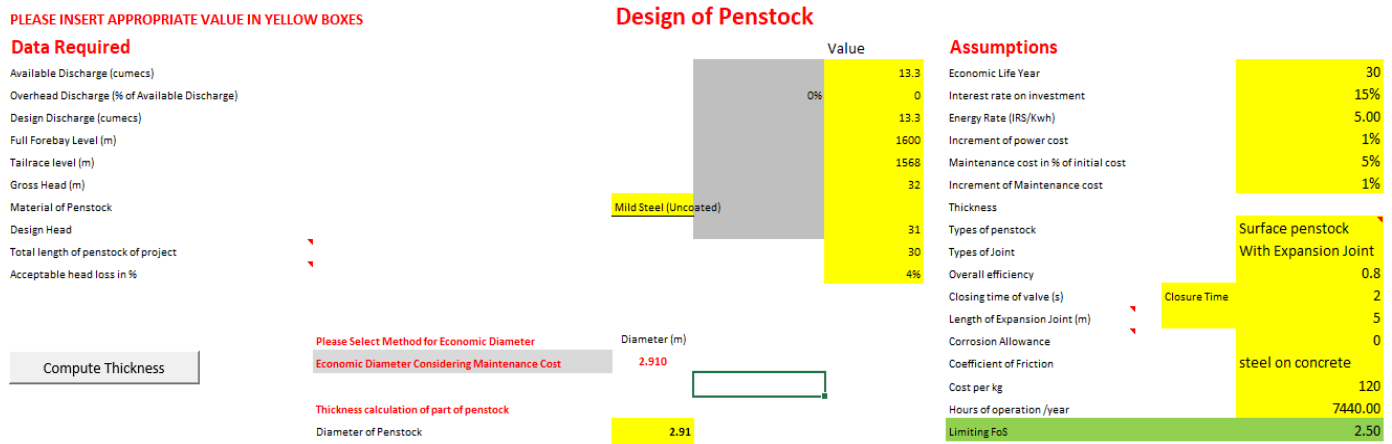 PLEASE INSERT APPROPRIATE VALUE IN YELLOW BOXES
Design of Penstock
Data Required
Value
Assumptions
Available Discharge (cumecs) 13.3 Economic Life Year 30
Overhead Discharge (% of Available Discharge) 0% 0 Interest rate on investment 15%
Design Discharge (cumecs) 13.3 Energy Rate (IRS/Kwh) 5.00
Full Forebay Level (m) 1600 Increment of power cost 1%
Tailrace level (m) 1568 Maintenance cost in % of initial cost 5%
Gross Head (m) 32 Increment of Maintenance cost 1%
Material of Penstock Mild Steel (Uncoated) Thickness
Design Head 31 Types of penstock Surface penstock
Total length of penstock of project 30 Types of Joint With Expansion Joint
Acceptable head loss in % 4% Overall efficiency 0.8
Closing time of valve (s) Closure Time 2
Length of Expansion Joint (m) 5
Please Select Method for Economic Diameter Diameter (m) Corrosion Allowance 0
Compute Thickness Economic Diameter Considering Maintenance Cost 2.910 Coefficient of Friction steel on concrete
Cost per kg 120
Thickness calculation of part of penstock Hours of operation /year 7440.00
Diameter of Penstock 2.91 Limiting FoS 2.50